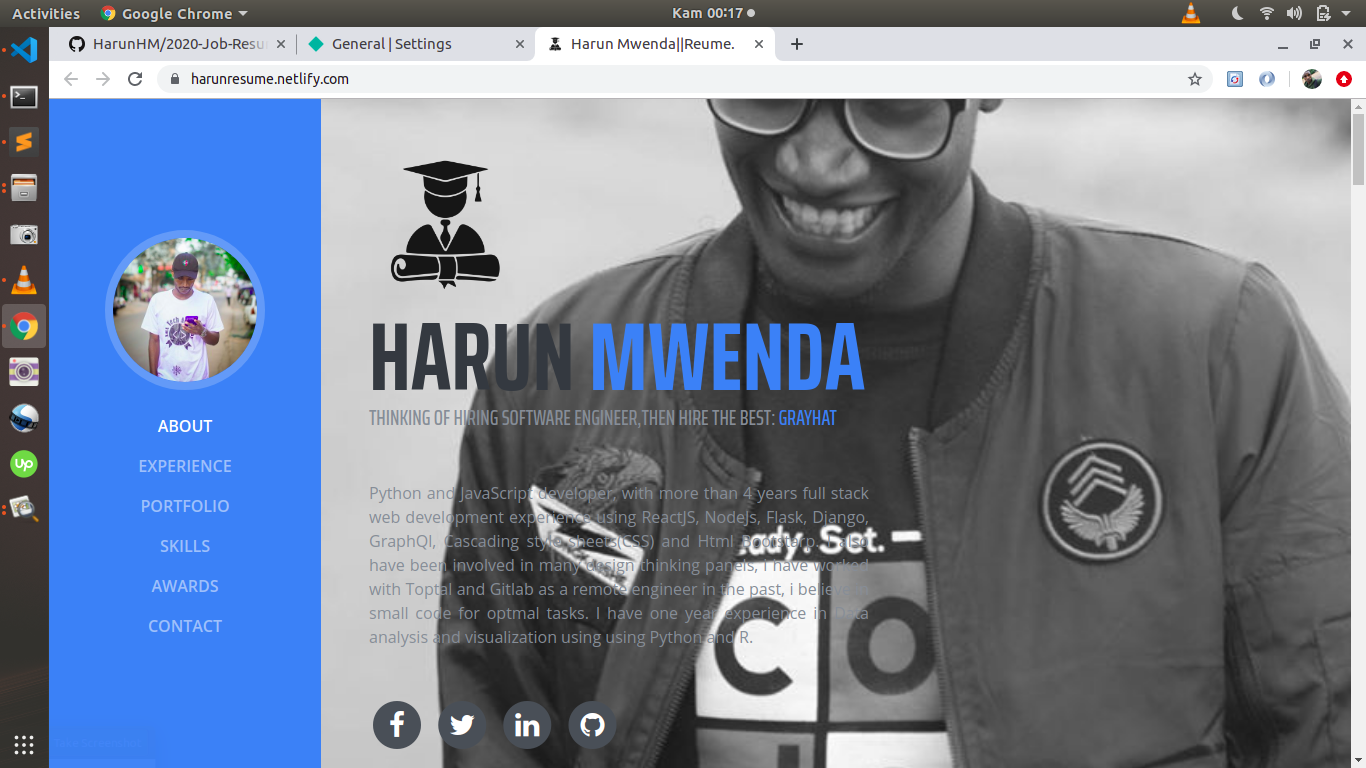 Activities
Google Chrome
Kam 00:17
HarunHM/2020-Job-Resu
General | Settings
Harun Mwenda||Reume.
harunresume.netlify.com
ABOUT
EXPERIENCE
PORTFOLIO
SKILLS
AWARDS
CONTACT
HARUN MWENDA
THINKING OF HIRING SOFTWARE ENGINEER,THEN HIRE THE BEST: GRAYHAT
Python and JavaScript developer, with more than 4 years full stack
web development experience using ReactJS, Nodejs, Flask, Django,
GraphQl, Cascading style sheets(CSS) and Html Bootstarp. I also
have been involved in many design thinking panels, i have worked
with Toptal and Gitlab as a remote engineer in the past, i believe in
small code for optmal tasks. I have one year experience in Data
analysis and visualization using using Python and R.
eady. Set.
CO
up